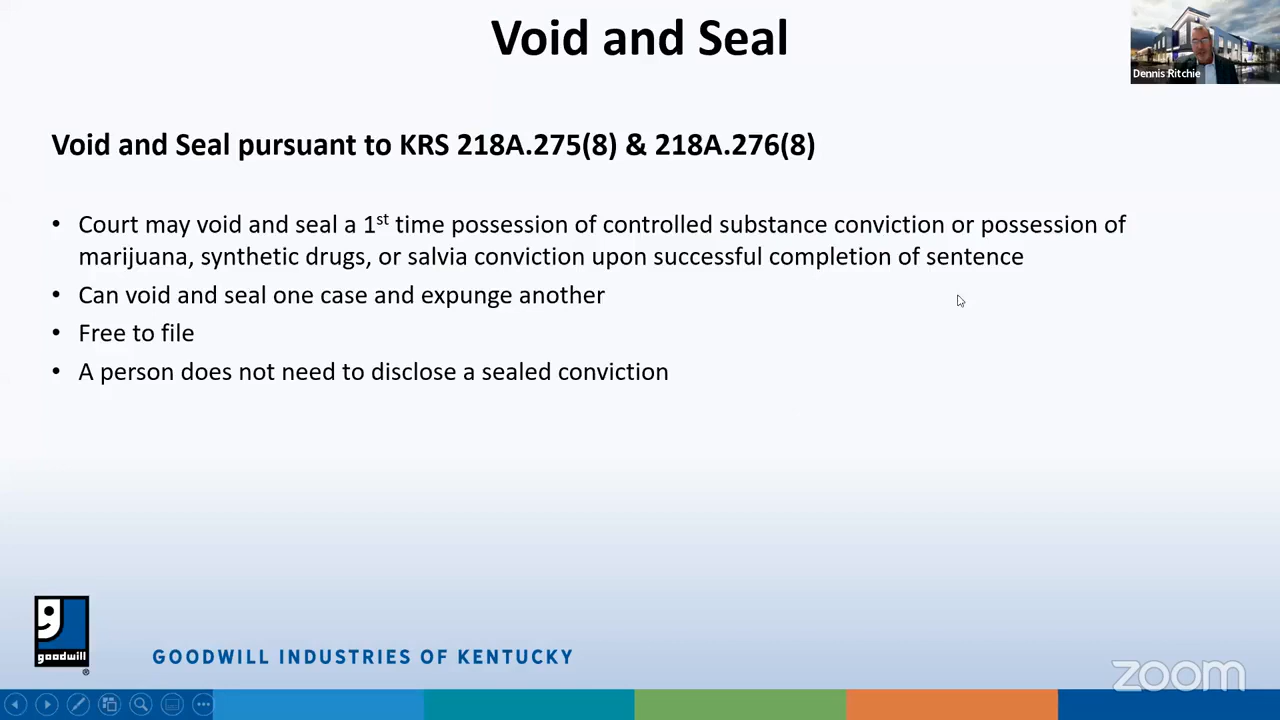 Void and Seal
Dennis Ritchie
Void and Seal pursuant to KRS 218A.275(8) & 218A.276(8)
• Court may void and seal a 1st time possession of controlled substance conviction or possession of
marijuana, synthetic drugs, or salvia conviction upon successful completion of sentence
• Can void and seal one case and expunge another
• Free to file
• A person does not need to disclose a sealed conviction
g
goodwill
®
GOODWILL INDUSTRIES OF KENTUCKY
zoom